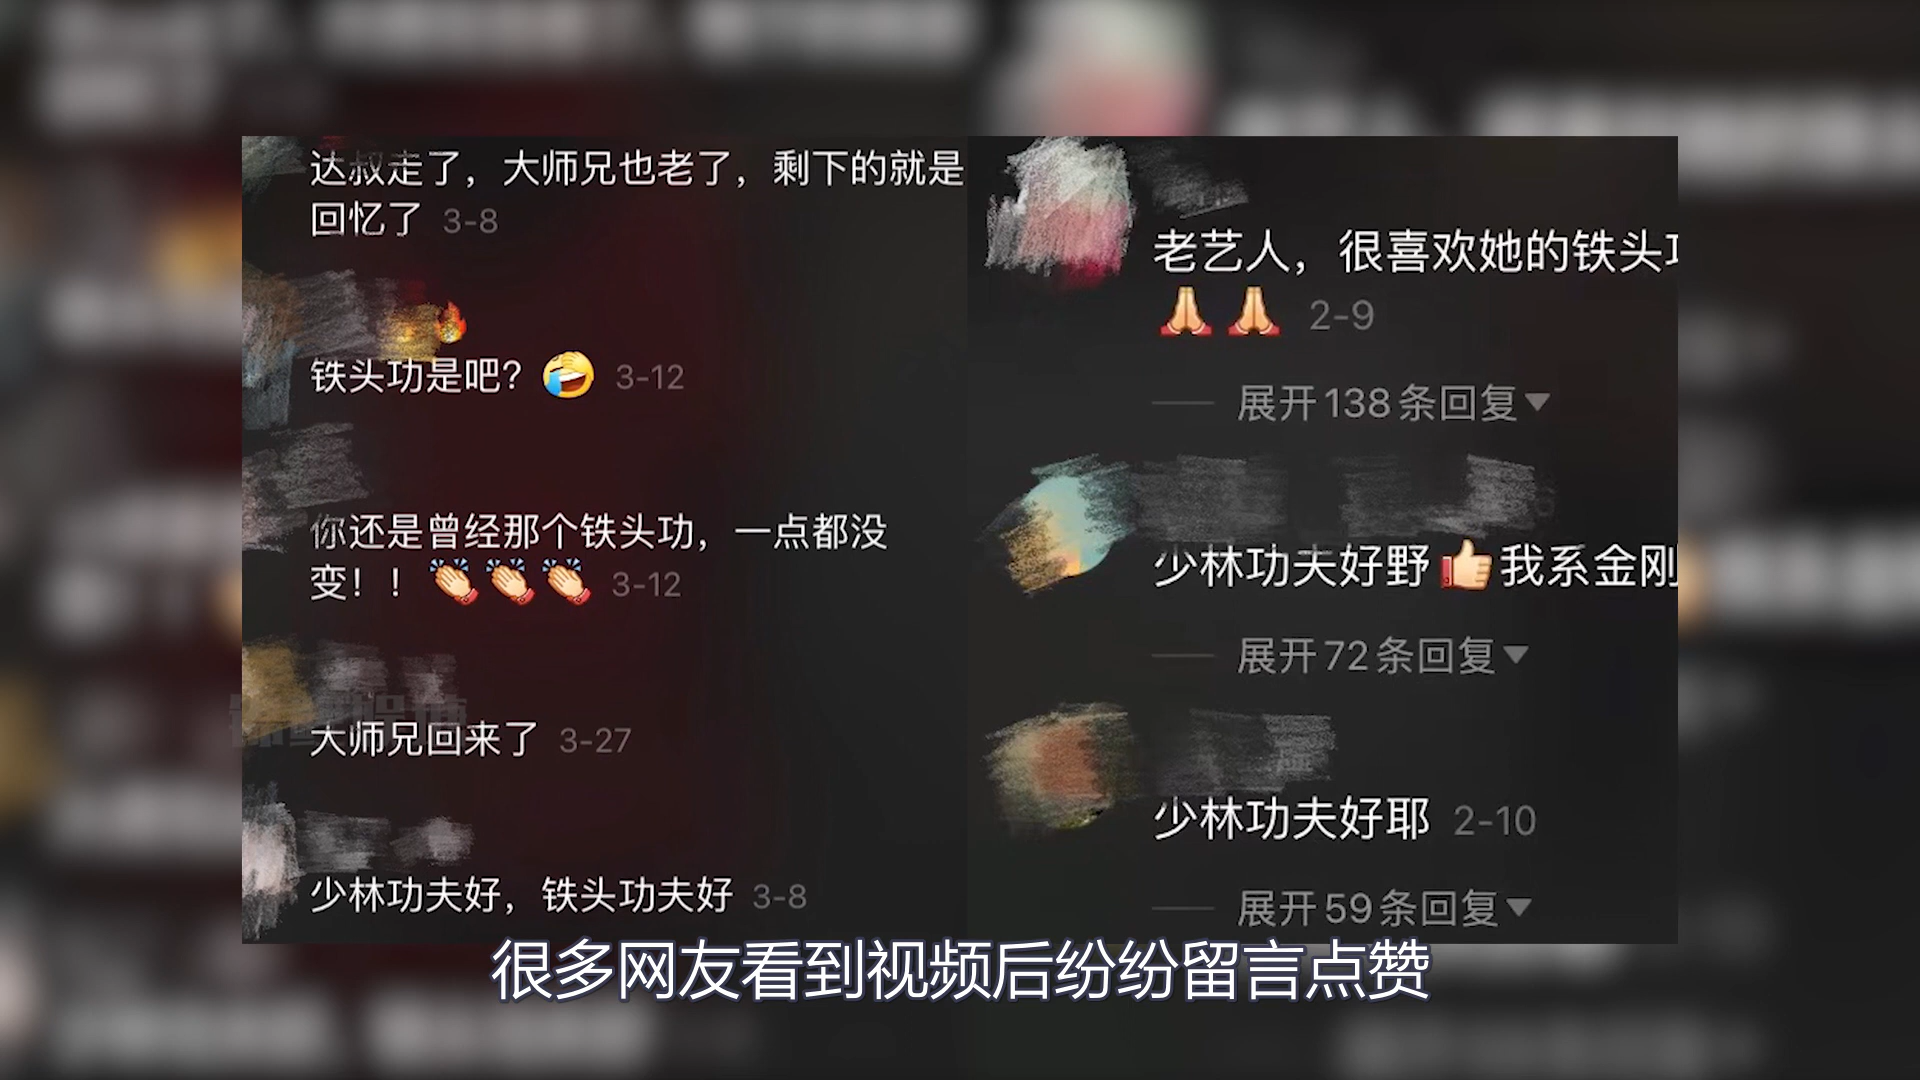 达叔走了，大师兄也老了，剩下的就是
回忆了 3-8
铁头功是吧？🤣 3-12
你还是曾经那个铁头功，一点都没
变！！👏👏👏 3-12
大师兄回来了 3-27
少林功夫好，铁头功夫好 3-8
老艺人，很喜欢她的铁头
🙏🙏 2-9
展开138条回复
少林功夫好野👍我系金刚
展开72条回复
少林功夫好耶 2-10
展开59条回复
很多网友看到视频后纷纷留言点赞